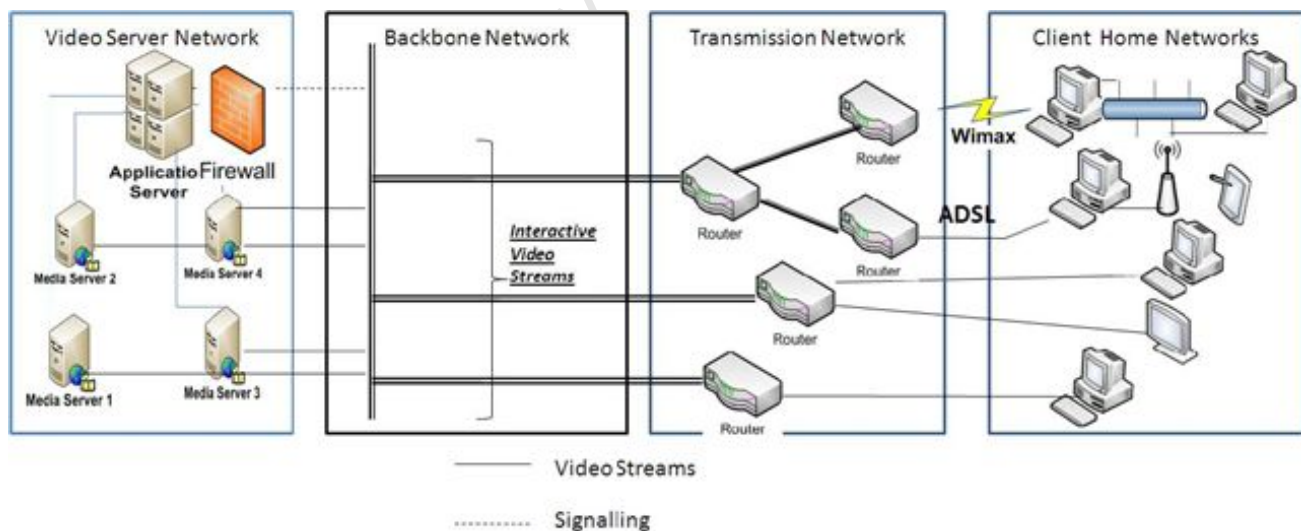 Video Server Network
Backbone Network
Transmission Network
Client Home Networks
Applicatio
Server
Firewall
Media Server 2
Media Server 4
Media Server 1
Media Server 3
Interactive
Video
Streams
Router
Router
Router
Router
Router
Wimax
ADSL
Video Streams
Signalling